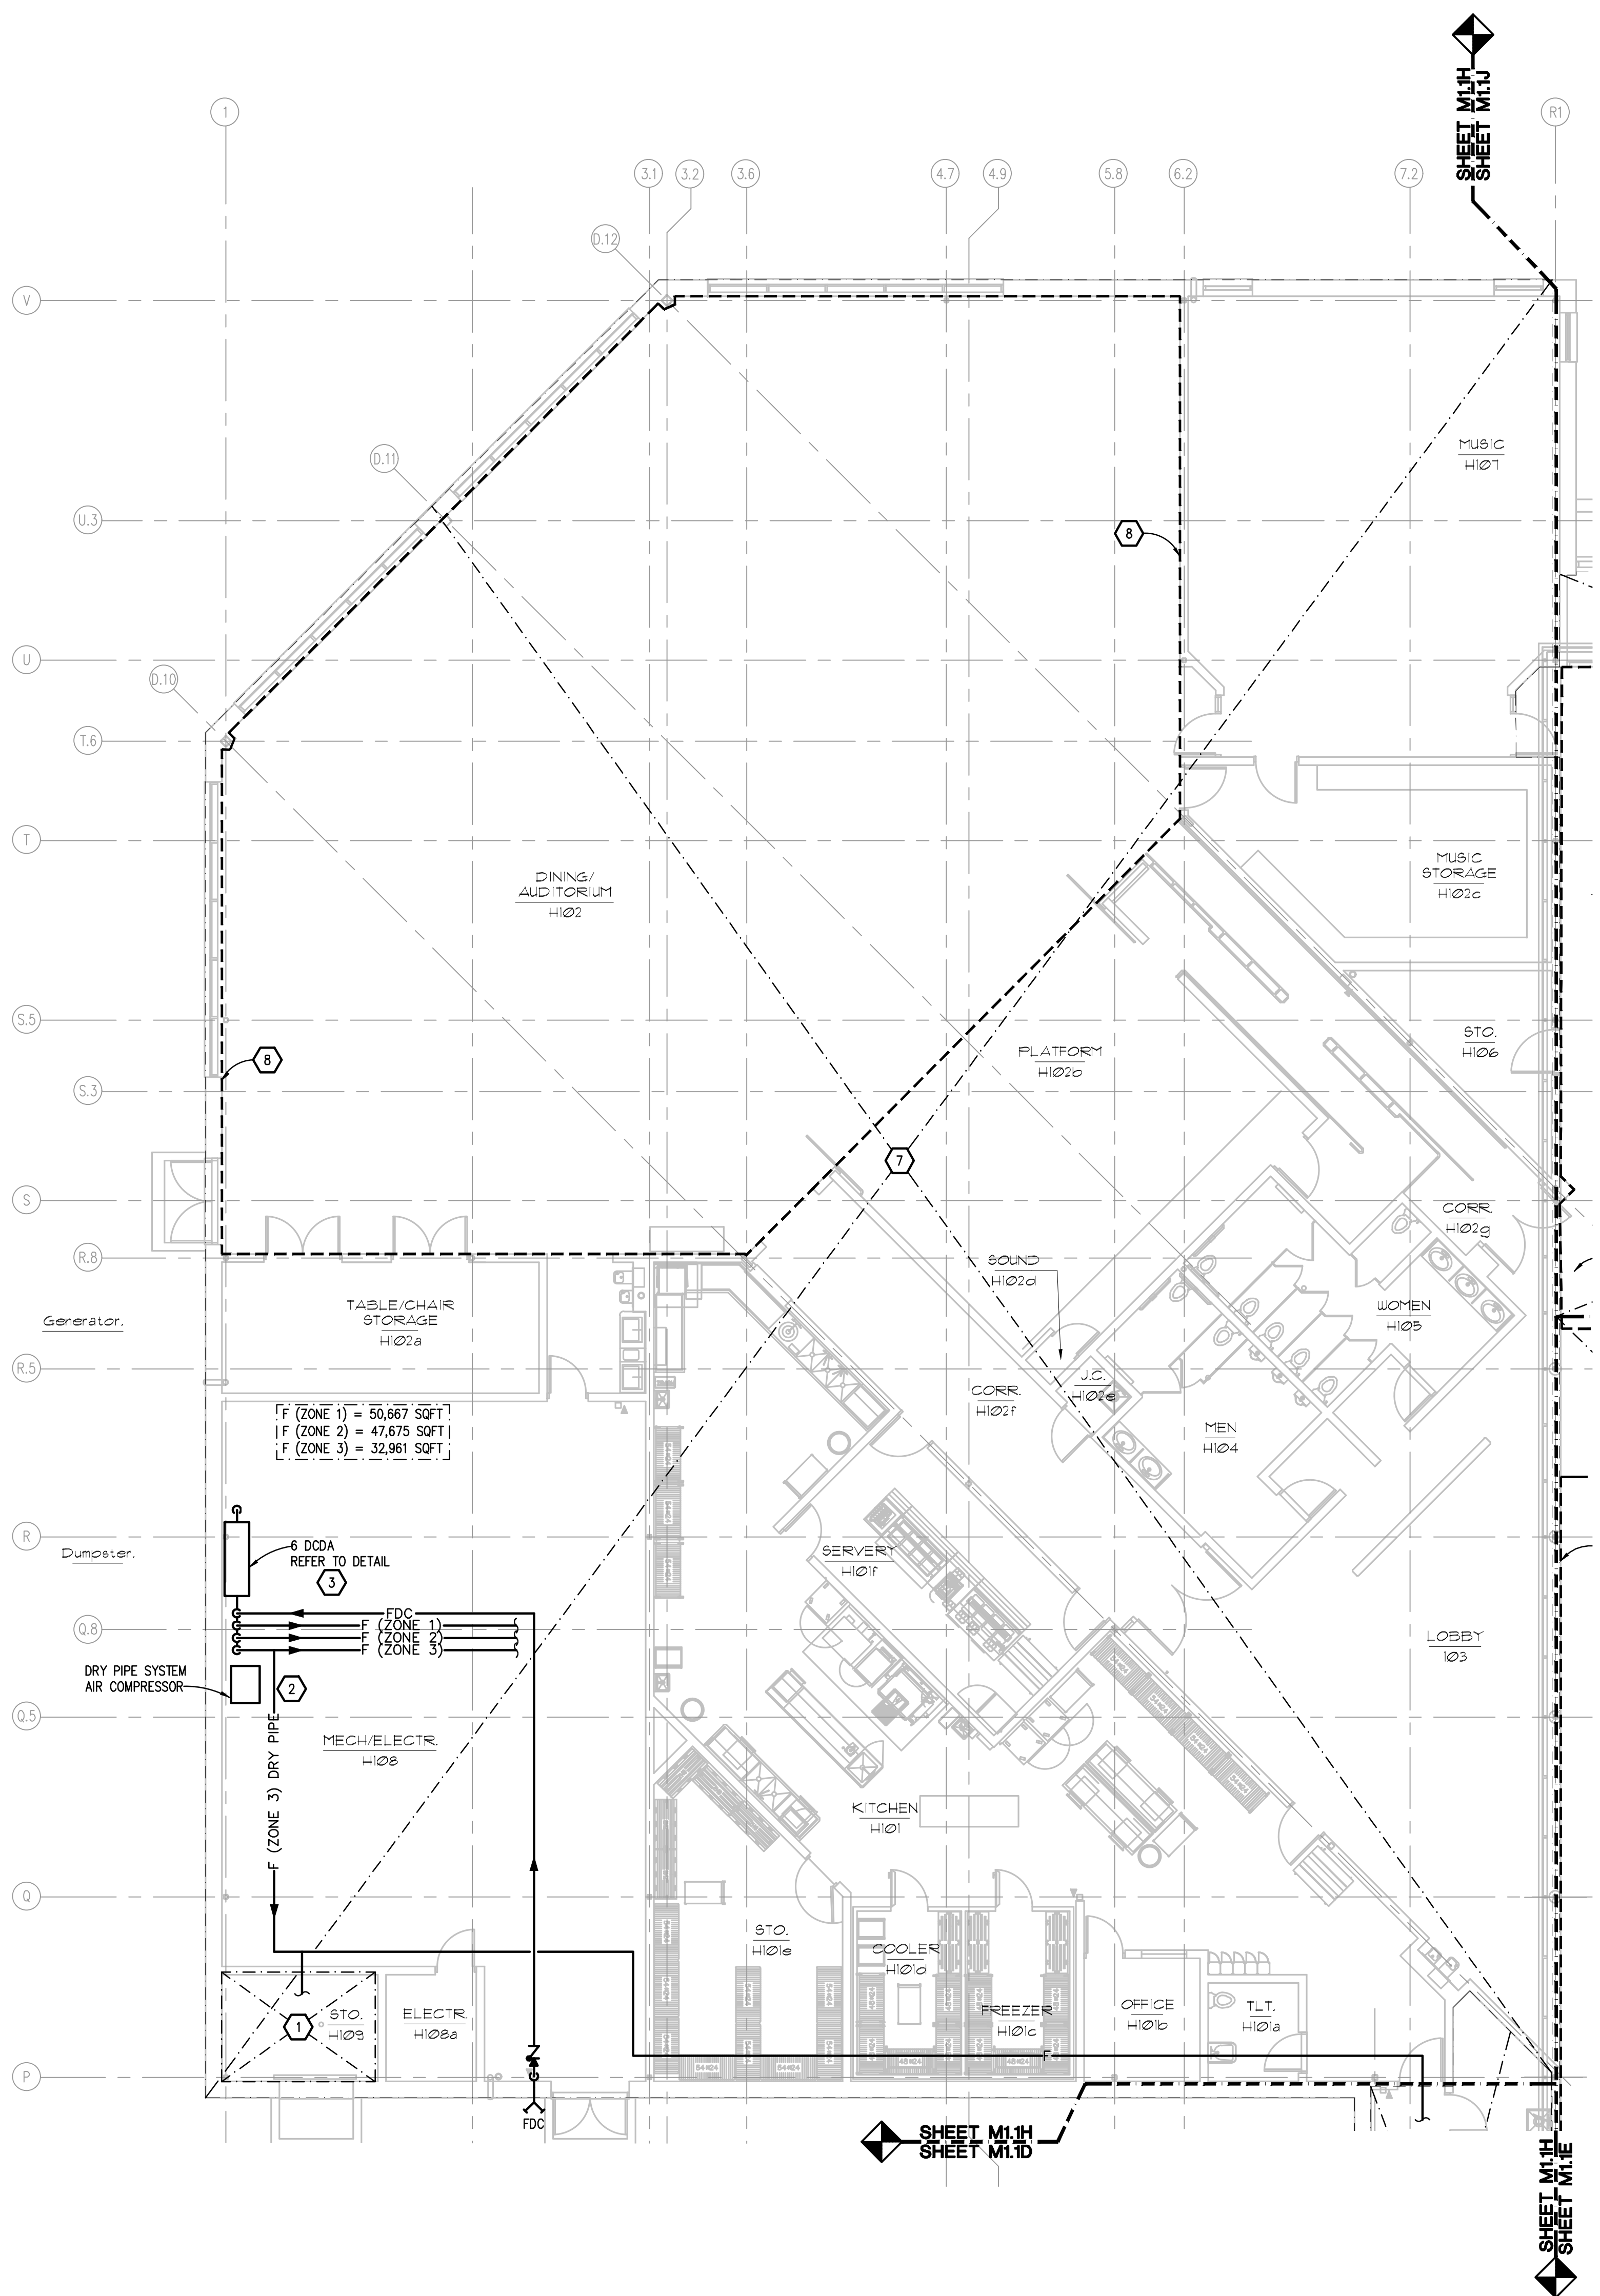 SHEET M1.1H
SHEET M1.1J
1
R1
3.1
3.2
3.6
4.7
4.9
5.8
6.2
7.2
D.12
V
D.11
MUSIC
H107
U.3
8
U
D.10
T.6
T
DINING/
AUDITORIUM
H102
MUSIC
STORAGE
H102c
S.5
STO.
H106
PLATFORM
H102b
8
S.3
7
S
CORR.
H102g
R.8
SOUND
H102d
TABLE/CHAIR
STORAGE
H102a
WOMEN
H105
Generator.
R.5
J.C.
H102e
CORR.
H102f
MEN
H104
F (ZONE 1) = 50,667 SQFT
F (ZONE 2) = 47,675 SQFT
F (ZONE 3) = 32,961 SQFT
R
Dumpster.
6 DCDA
REFER TO DETAIL
3
SERVERY
H101f
FDC
F (ZONE 1)
F (ZONE 2)
F (ZONE 3)
Q.8
LOBBY
103
DRY PIPE SYSTEM
AIR COMPRESSOR
2
Q.5
F (ZONE 3) DRY PIPE
MECH/ELECTR.
H108
KITCHEN
H101
Q
STO.
H101e
COOLER
H101d
FREEZER
H101c
OFFICE
H101b
TLT.
H101a
STO.
H109
1
ELECTR.
H108a
F
P
FDC
SHEET M1.1H
SHEET M1.1D
SHEET M1.1H
SHEET M1.1E